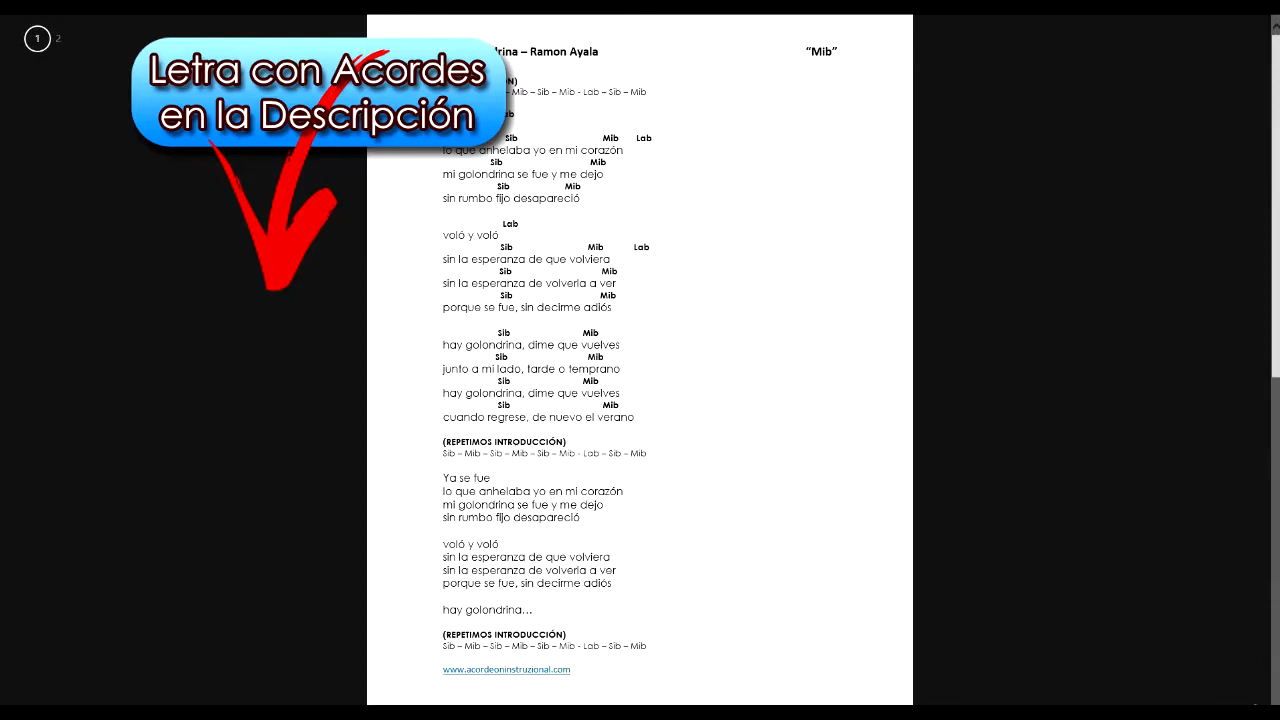 1 2
Letra con Acordes
en la Descripción
– Ramon Ayala “Mib”
– Mib – Sib – Mib - Lab – Sib – Mib
Sib Mib Lab
lo que anhelaba yo en mi corazón
Sib Mib
mi golondrina se fue y me dejo
Sib Mib
sin rumbo fijo desapareció
Lab
voló y voló
Sib Mib Lab
sin la esperanza de que volviera
Sib Mib
sin la esperanza de volverla a ver
Sib Mib
porque se fue, sin decirme adiós
Sib Mib
hay golondrina, dime que vuelves
Sib Mib
junto a mi lado, tarde o temprano
Sib Mib
hay golondrina, dime que vuelves
Sib Mib
cuando regrese, de nuevo el verano
(REPETIMOS INTRODUCCIÓN)
Sib – Mib – Sib – Mib – Sib – Mib - Lab – Sib – Mib
Ya se fue
lo que anhelaba yo en mi corazón
mi golondrina se fue y me dejo
sin rumbo fijo desapareció
voló y voló
sin la esperanza de que volviera
sin la esperanza de volverla a ver
porque se fue, sin decirme adiós
hay golondrina...
(REPETIMOS INTRODUCCIÓN)
Sib – Mib – Sib – Mib – Sib – Mib - Lab – Sib – Mib
www.acordeoninstruzional.com